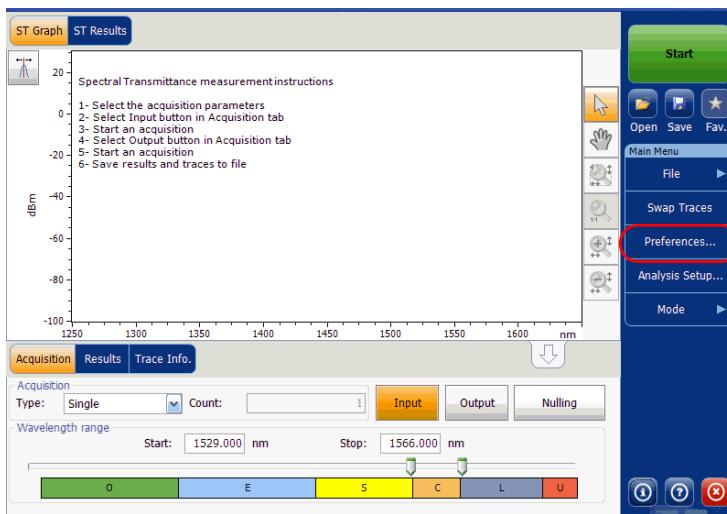 ST Graph ST Results
Start
Open Save Fav.
Main Menu
File
Swap Traces
Preferences...
Analysis Setup...
Mode
Spectral Transmittance measurement instructions
1- Select the acquisition parameters
2- Select Input button in Acquisition tab
3- Start an acquisition
4- Select Output button in Acquisition tab
5- Start an acquisition
6- Save results and traces to file
dBm
20
0
-20
-40
-60
-80
-100
1250 1300 1350 1400 1450 1500 1550 1600 nm
1:1
Acquisition Results Trace Info.
Acquisition
Type: Single Count: 1 Input Output Nulling
Wavelength range
Start: 1529.000 nm Stop: 1566.000 nm
O E S C L U